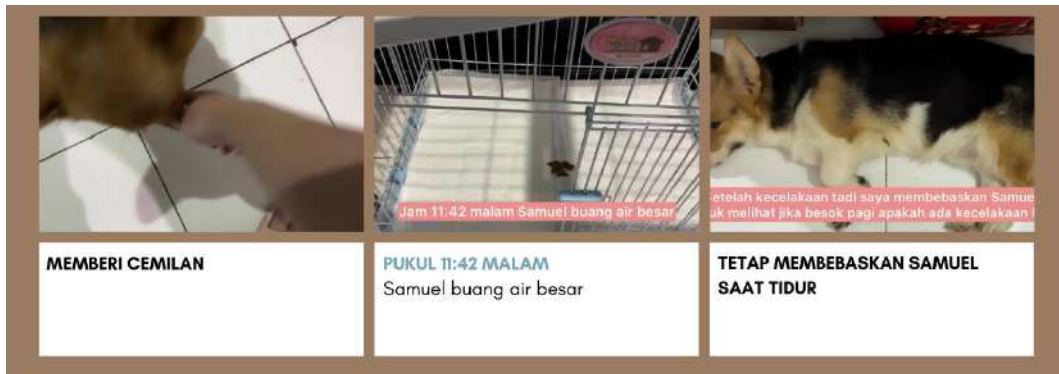 Jam 11:42 malam Samuel buang air besar
etelah kecelakaan tadi saya membebaskan Samue
uk melihat jika besok pagi apakah ada kecelakaan
MEMBERI CEMILAN
PUKUL 11:42 MALAM
Samuel buang air besar
TETAP MEMBEBASKAN SAMUEL
SAAT TIDUR